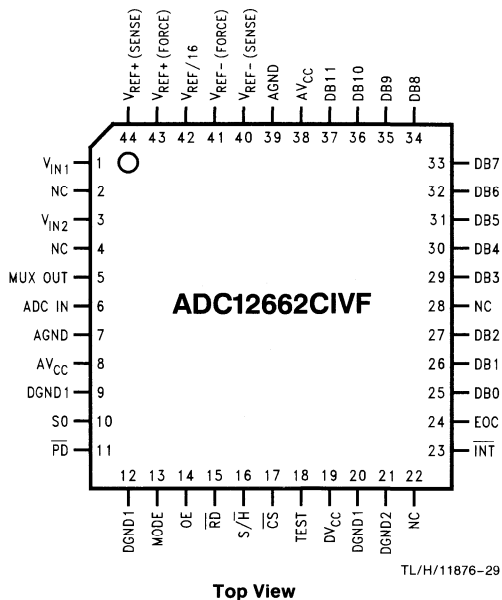 VREF+ (SENSE)
VREF+ (FORCE)
VREF/16
VREF- (FORCE)
VREF- (SENSE)
AGND
AVCC
DB11
DB10
DB9
DB8
44 43 42 41 40 39 38 37 36 35 34
VIN1 1
NC 2
VIN2 3
NC 4
MUX OUT 5
ADC IN 6
AGND 7
AVCC 8
DGND1 9
S0 10
P̅D̅ 11
ADC12662CIVF
33 DB7
32 DB6
31 DB5
30 DB4
29 DB3
28 NC
27 DB2
26 DB1
25 DB0
24 EOC
23 I̅N̅T̅
12 13 14 15 16 17 18 19 20 21 22
DGND1
MODE
OE
R̅D̅
S/H̅
C̅S̅
TEST
DVCC
DGND1
DGND2
NC
TL/H/11876-29
Top View